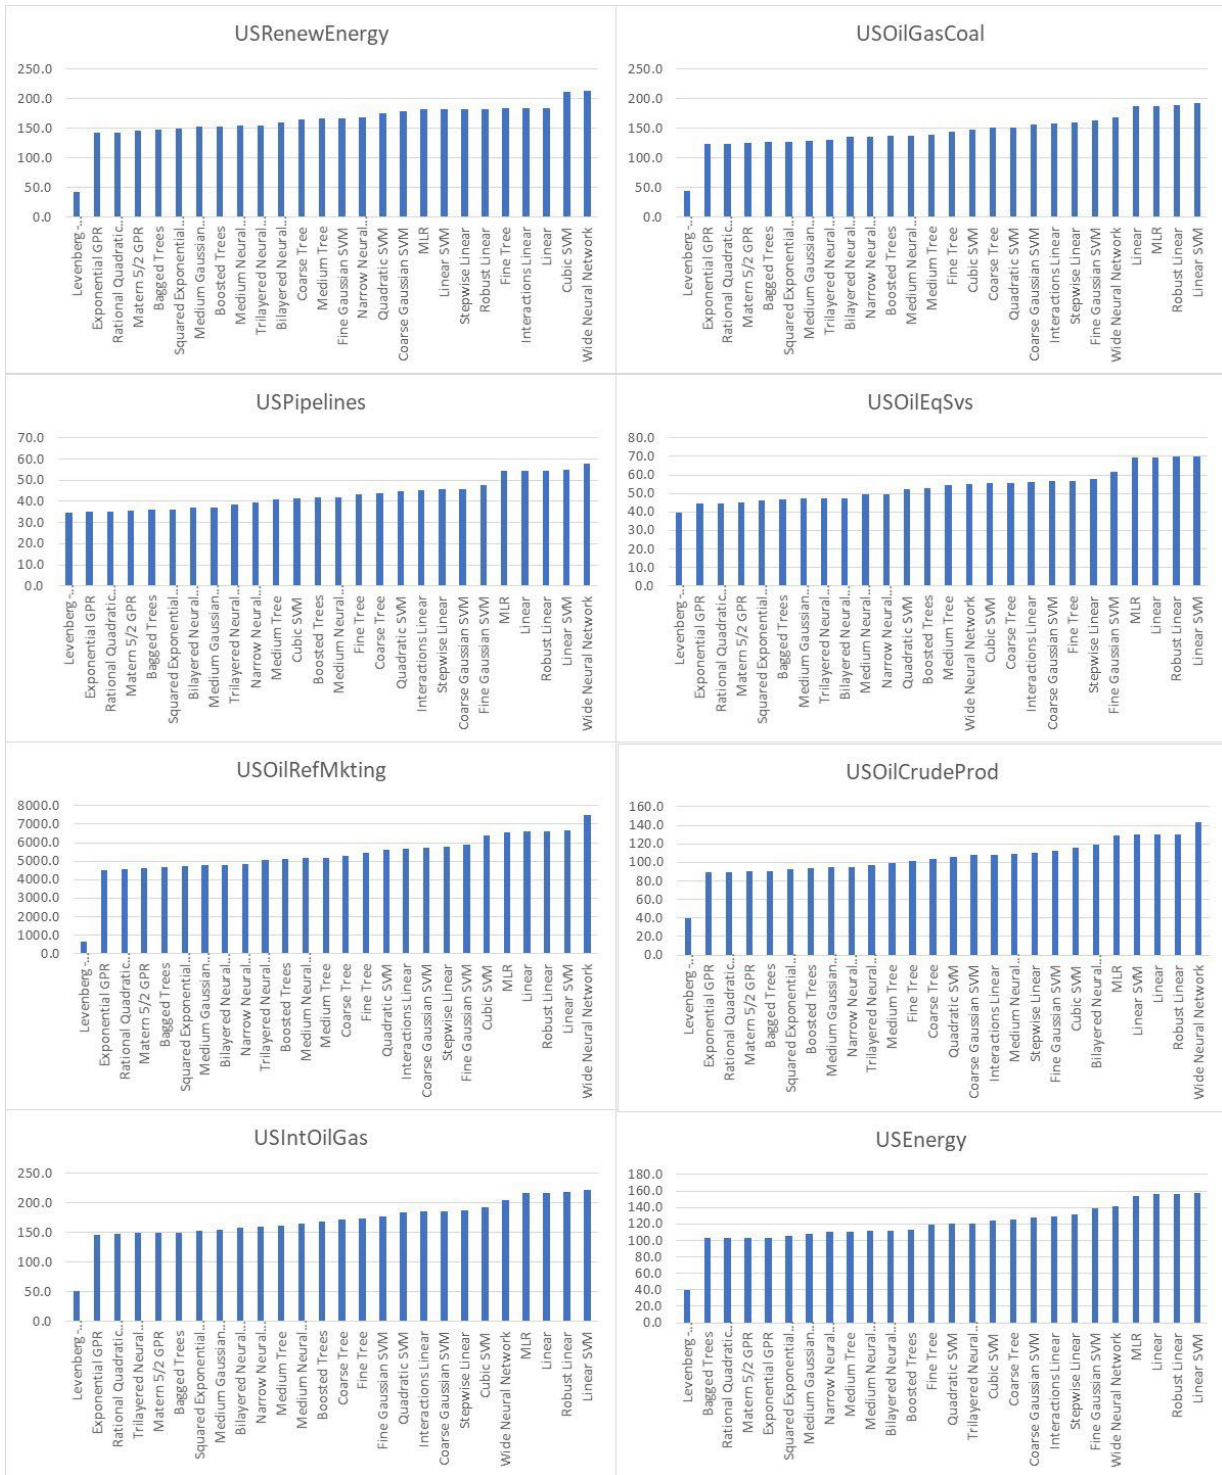 USRenewEnergy
250.0
200.0
150.0
100.0
50.0
0.0
Levenberg -...
Exponential GPR
Rational Quadratic...
Matern 5/2 GPR
Bagged Trees
Squared Exponential...
Medium Gaussian...
Boosted Trees
Medium Neural...
Trilayered Neural...
Bilayered Neural...
Coarse Tree
Medium Tree
Fine Gaussian SVM
Narrow Neural...
Quadratic SVM
Coarse Gaussian SVM
MLR
Linear SVM
Stepwise Linear
Robust Linear
Fine Tree
Interactions Linear
Linear
Cubic SVM
Wide Neural Network
USOilGasCoal
250.0
200.0
150.0
100.0
50.0
0.0
Levenberg -...
Exponential GPR
Rational Quadratic...
Matern 5/2 GPR
Bagged Trees
Squared Exponential...
Medium Gaussian...
Trilayered Neural...
Bilayered Neural...
Narrow Neural...
Boosted Trees
Medium Neural...
Medium Tree
Fine Tree
Cubic SVM
Coarse Tree
Quadratic SVM
Coarse Gaussian SVM
Interactions Linear
Stepwise Linear
Fine Gaussian SVM
Wide Neural Network
Linear
MLR
Robust Linear
Linear SVM
USPipelines
70.0
60.0
50.0
40.0
30.0
20.0
10.0
0.0
Levenberg -...
Exponential GPR
Rational Quadratic...
Matern 5/2 GPR
Bagged Trees
Squared Exponential...
Bilayered Neural...
Medium Gaussian...
Trilayered Neural...
Narrow Neural...
Medium Tree
Cubic SVM
Boosted Trees
Medium Neural...
Fine Tree
Coarse Tree
Quadratic SVM
Interactions Linear
Stepwise Linear
Coarse Gaussian SVM
Fine Gaussian SVM
MLR
Linear
Robust Linear
Linear SVM
Wide Neural Network
USOilEqSvs
80.0
70.0
60.0
50.0
40.0
30.0
20.0
10.0
0.0
Levenberg -...
Exponential GPR
Rational Quadratic...
Matern 5/2 GPR
Squared Exponential...
Bagged Trees
Medium Gaussian...
Trilayered Neural...
Bilayered Neural...
Medium Neural...
Narrow Neural...
Quadratic SVM
Boosted Trees
Medium Tree
Wide Neural Network
Cubic SVM
Coarse Tree
Interactions Linear
Coarse Gaussian SVM
Fine Tree
Stepwise Linear
Fine Gaussian SVM
MLR
Linear
Robust Linear
Linear SVM
USOilRefMkting
8000.0
7000.0
6000.0
5000.0
4000.0
3000.0
2000.0
1000.0
0.0
Levenberg -...
Exponential GPR
Rational Quadratic...
Matern 5/2 GPR
Bagged Trees
Squared Exponential...
Medium Gaussian...
Bilayered Neural...
Narrow Neural...
Trilayered Neural...
Boosted Trees
Medium Neural...
Medium Tree
Coarse Tree
Fine Tree
Quadratic SVM
Interactions Linear
Coarse Gaussian SVM
Stepwise Linear
Fine Gaussian SVM
Cubic SVM
MLR
Linear
Robust Linear
Linear SVM
Wide Neural Network
USOilCrudeProd
160.0
140.0
120.0
100.0
80.0
60.0
40.0
20.0
0.0
Levenberg -...
Exponential GPR
Rational Quadratic...
Matern 5/2 GPR
Bagged Trees
Squared Exponential...
Boosted Trees
Medium Gaussian...
Narrow Neural...
Trilayered Neural...
Medium Tree
Fine Tree
Coarse Tree
Quadratic SVM
Coarse Gaussian SVM
Interactions Linear
Medium Neural...
Stepwise Linear
Fine Gaussian SVM
Cubic SVM
Bilayered Neural...
MLR
Linear SVM
Linear
Robust Linear
Wide Neural Network
USIntOilGas
250.0
200.0
150.0
100.0
50.0
0.0
Levenberg -...
Exponential GPR
Rational Quadratic...
Trilayered Neural...
Matern 5/2 GPR
Bagged Trees
Squared Exponential...
Medium Gaussian...
Bilayered Neural...
Narrow Neural...
Medium Tree
Medium Neural...
Boosted Trees
Coarse Tree
Fine Tree
Fine Gaussian SVM
Quadratic SVM
Interactions Linear
Coarse Gaussian SVM
Stepwise Linear
Cubic SVM
Wide Neural Network
MLR
Linear
Robust Linear
Linear SVM
USEnergy
180.0
160.0
140.0
120.0
100.0
80.0
60.0
40.0
20.0
0.0
Levenberg -...
Bagged Trees
Rational Quadratic...
Matern 5/2 GPR
Exponential GPR
Squared Exponential...
Medium Gaussian...
Narrow Neural...
Medium Tree
Medium Neural...
Bilayered Neural...
Boosted Trees
Fine Tree
Quadratic SVM
Trilayered Neural...
Cubic SVM
Coarse Tree
Coarse Gaussian SVM
Interactions Linear
Stepwise Linear
Fine Gaussian SVM
Wide Neural Network
MLR
Linear
Robust Linear
Linear SVM